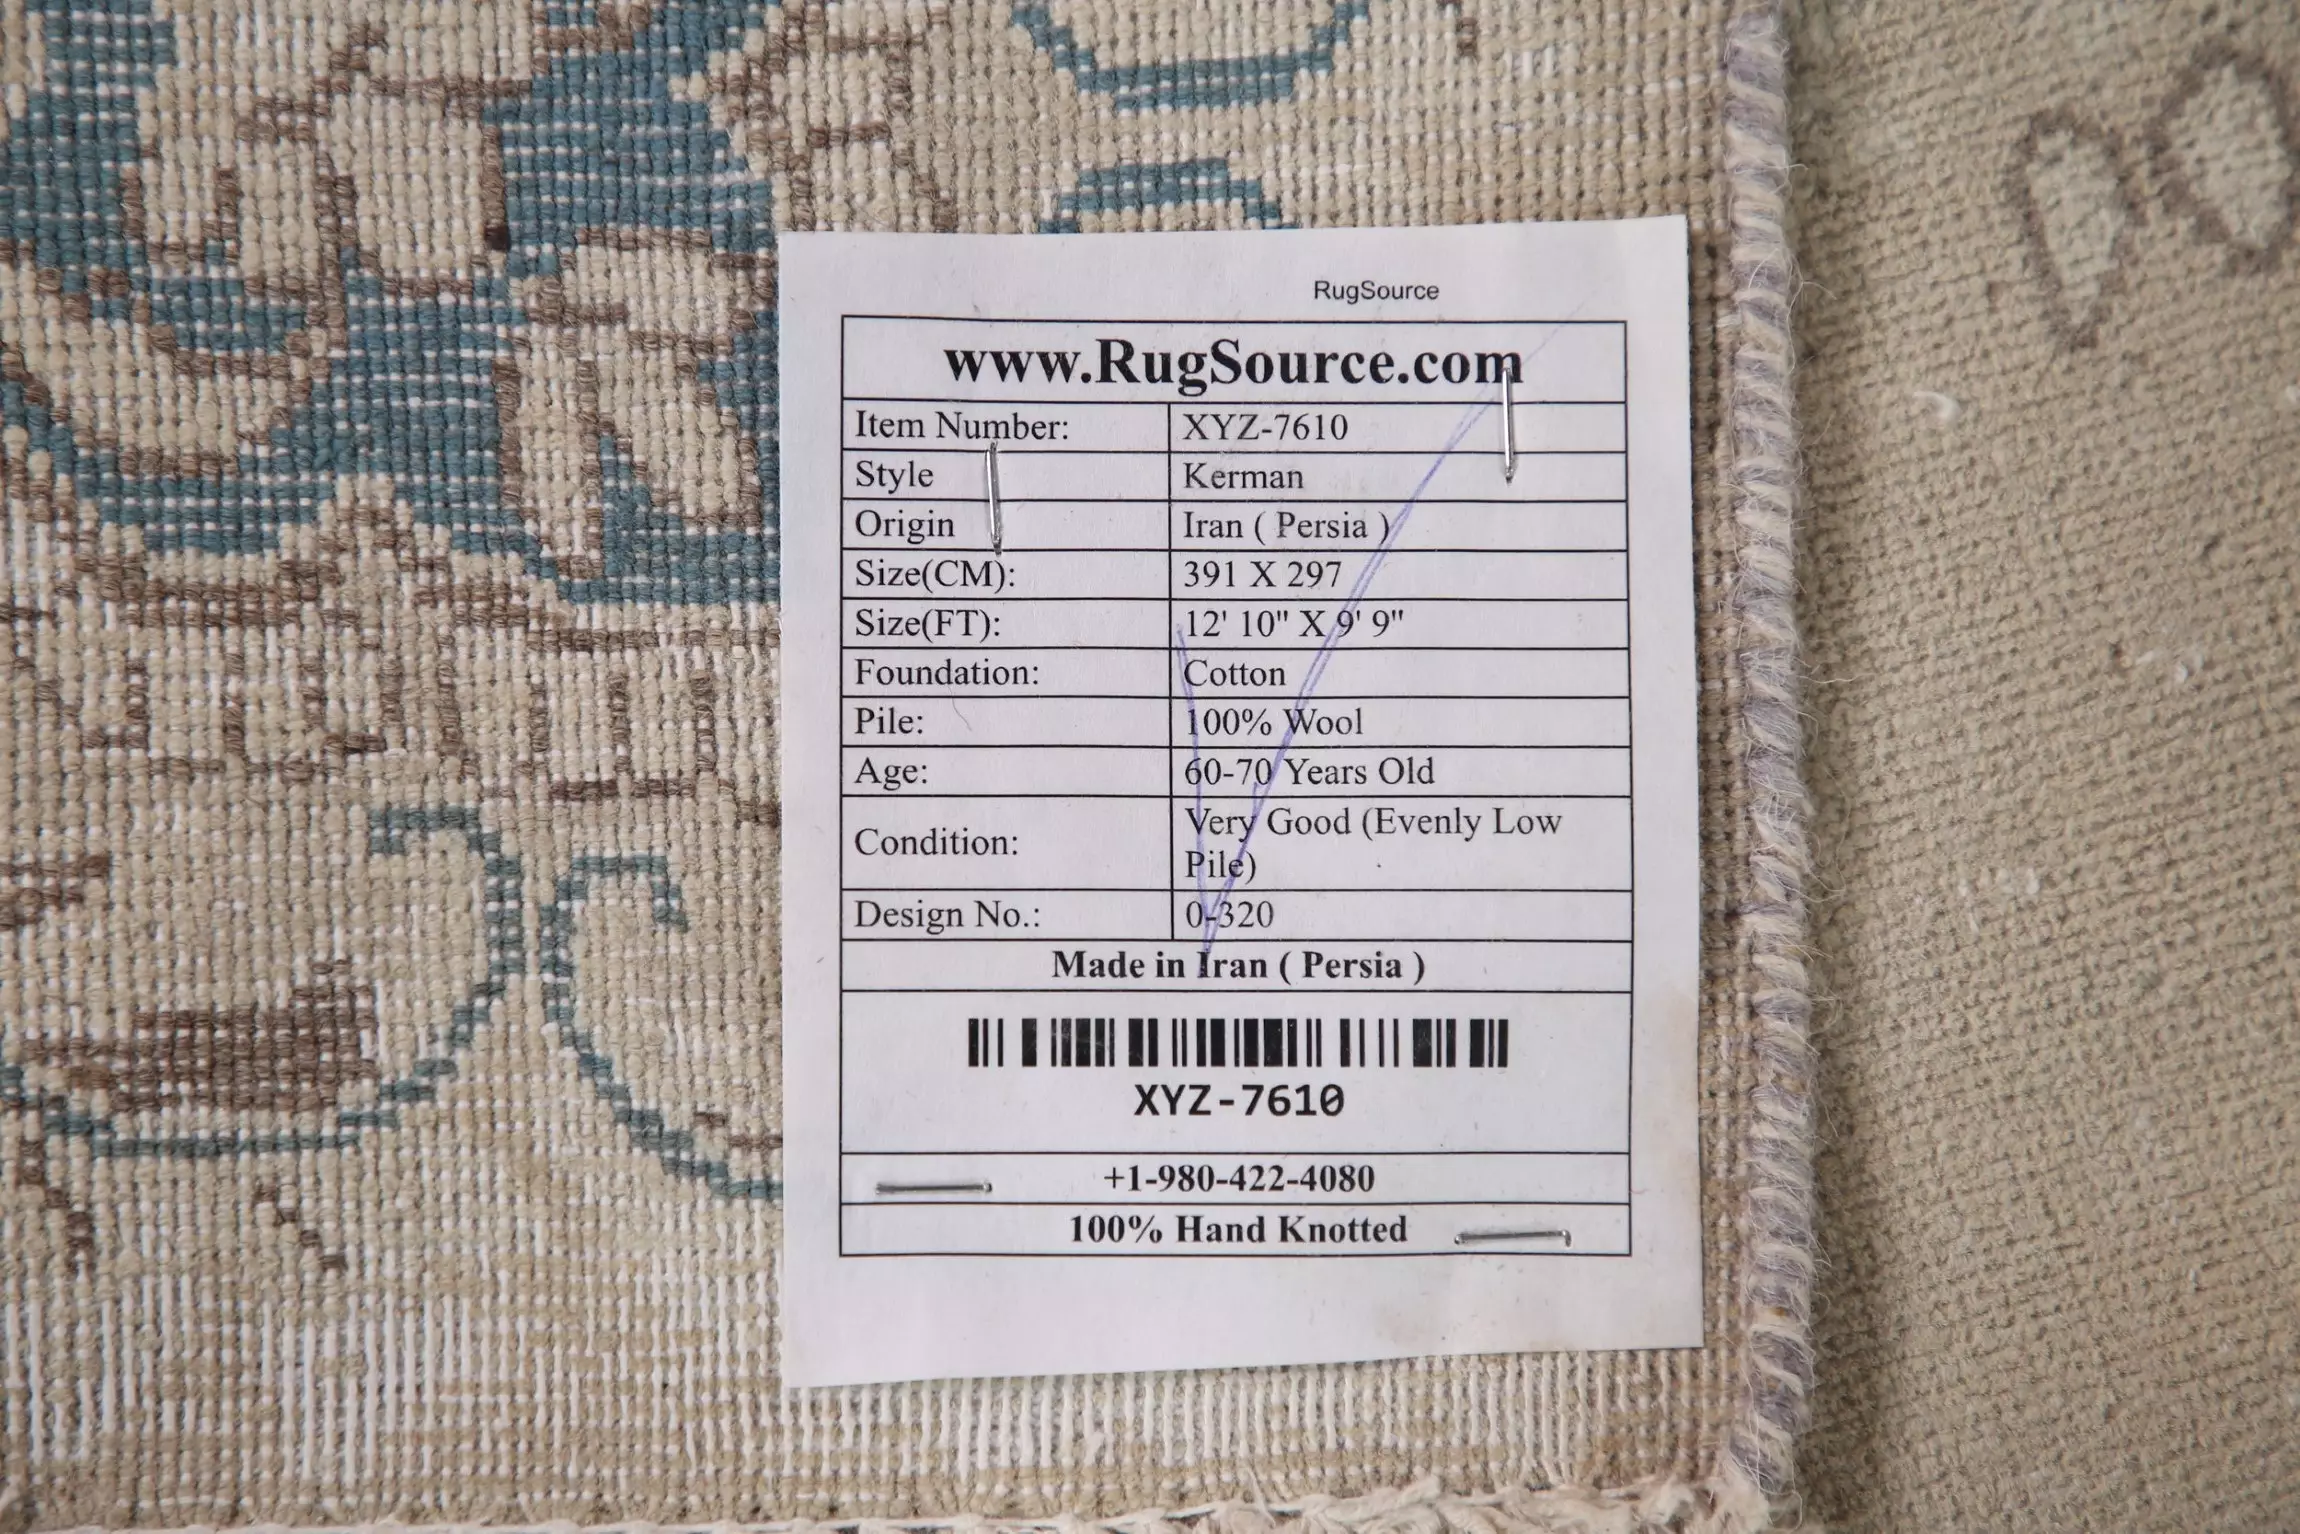 RugSource
www.RugSource.com
Item Number: XYZ-7610
Style Kerman
Origin Iran ( Persia )
Size(CM): 391 X 297
Size(FT): 12' 10" X 9' 9"
Foundation: Cotton
Pile: 100% Wool
Age: 60-70 Years Old
Condition: Very Good (Evenly Low
Pile)
Design No.: 0-320
Made in Iran ( Persia )
XYZ-7610
+1-980-422-4080
100% Hand Knotted